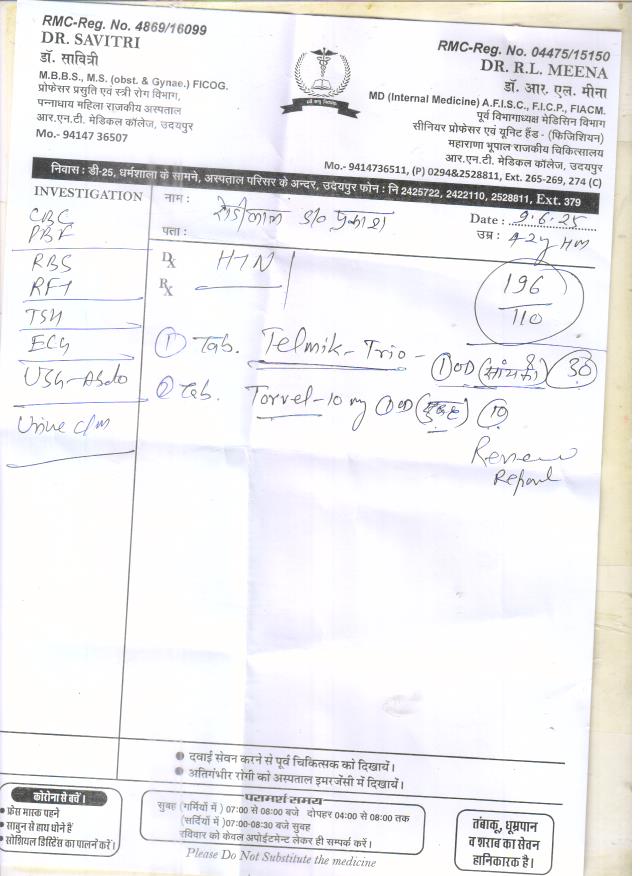 RMC-Reg. No. 4869/16099
DR. SAVITRI
डॉ. सावित्री
M.B.B.S., M.S. (obst. & Gynae.) FICOG.
प्रोफेसर प्रसुति एवं स्त्री रोग विभाग,
पन्नाधाय महिला राजकीय अस्पताल
आर.एन.टी. मेडिकल कॉलेज, उदयपुर
Mo.- 94147 36507
RMC-Reg. No. 04475/15150
DR. R.L. MEENA
डॉ. आर. एल. मीना
MD (Internal Medicine) A.F.I.S.C., F.I.C.P., FIACM.
पूर्व विभागाध्यक्ष मेडिसिन विभाग
सीनियर प्रोफेसर एवं यूनिट हैड - (फिजिशियन)
महाराणा भूपाल राजकीय चिकित्सालय
आर.एन.टी. मेडिकल कॉलेज, उदयपुर
Mo.- 9414736511, (P) 0294&2528811, Ext. 265-269, 274 (C)
निवास : डी-25, धर्मशाला के सामने, अस्पताल परिसर के अन्दर, उदयपुर फोन : नि 2425722, 2422110, 2528811, Ext. 379
INVESTIGATION
CBC
PBF
RBS
RFT
TSH
ECG
USG-Abdo
Urine c/m
नाम : S/O प्रकाश
Date : 9.6.25
पता :
उम्र : 42y Hm
DX HTN
RX
196
110
① Tab. Telmik-Trio - ① OD (सांयको) 30
② Tab. Torvel-10 mg ① OD (सुबह) 10
Review
Report
दवाई सेवन करने से पूर्व चिकित्सक को दिखायें।
अतिगंभीर रोगी को अस्पताल इमरजेंसी में दिखायें।
कोरोना से बचें।
फ्रेस मास्क पहने
साबुन से हाथ धोने हैं
सोशियल डिस्टिेंस का पालन करें।
परामर्श समय
सुबह (गर्मियों में) 07:00 से 08:00 बजे दोपहर 04:00 से 08:00 तक
(सर्दियों में) 07:00-08:30 बजे सुबह
रविवार को केवल अपोईटमेन्ट लेकर ही सम्पर्क करें।
Please Do Not Substitute the medicine
तंबाकू, धूम्रपान
व शराब का सेवन
हानिकारक है।